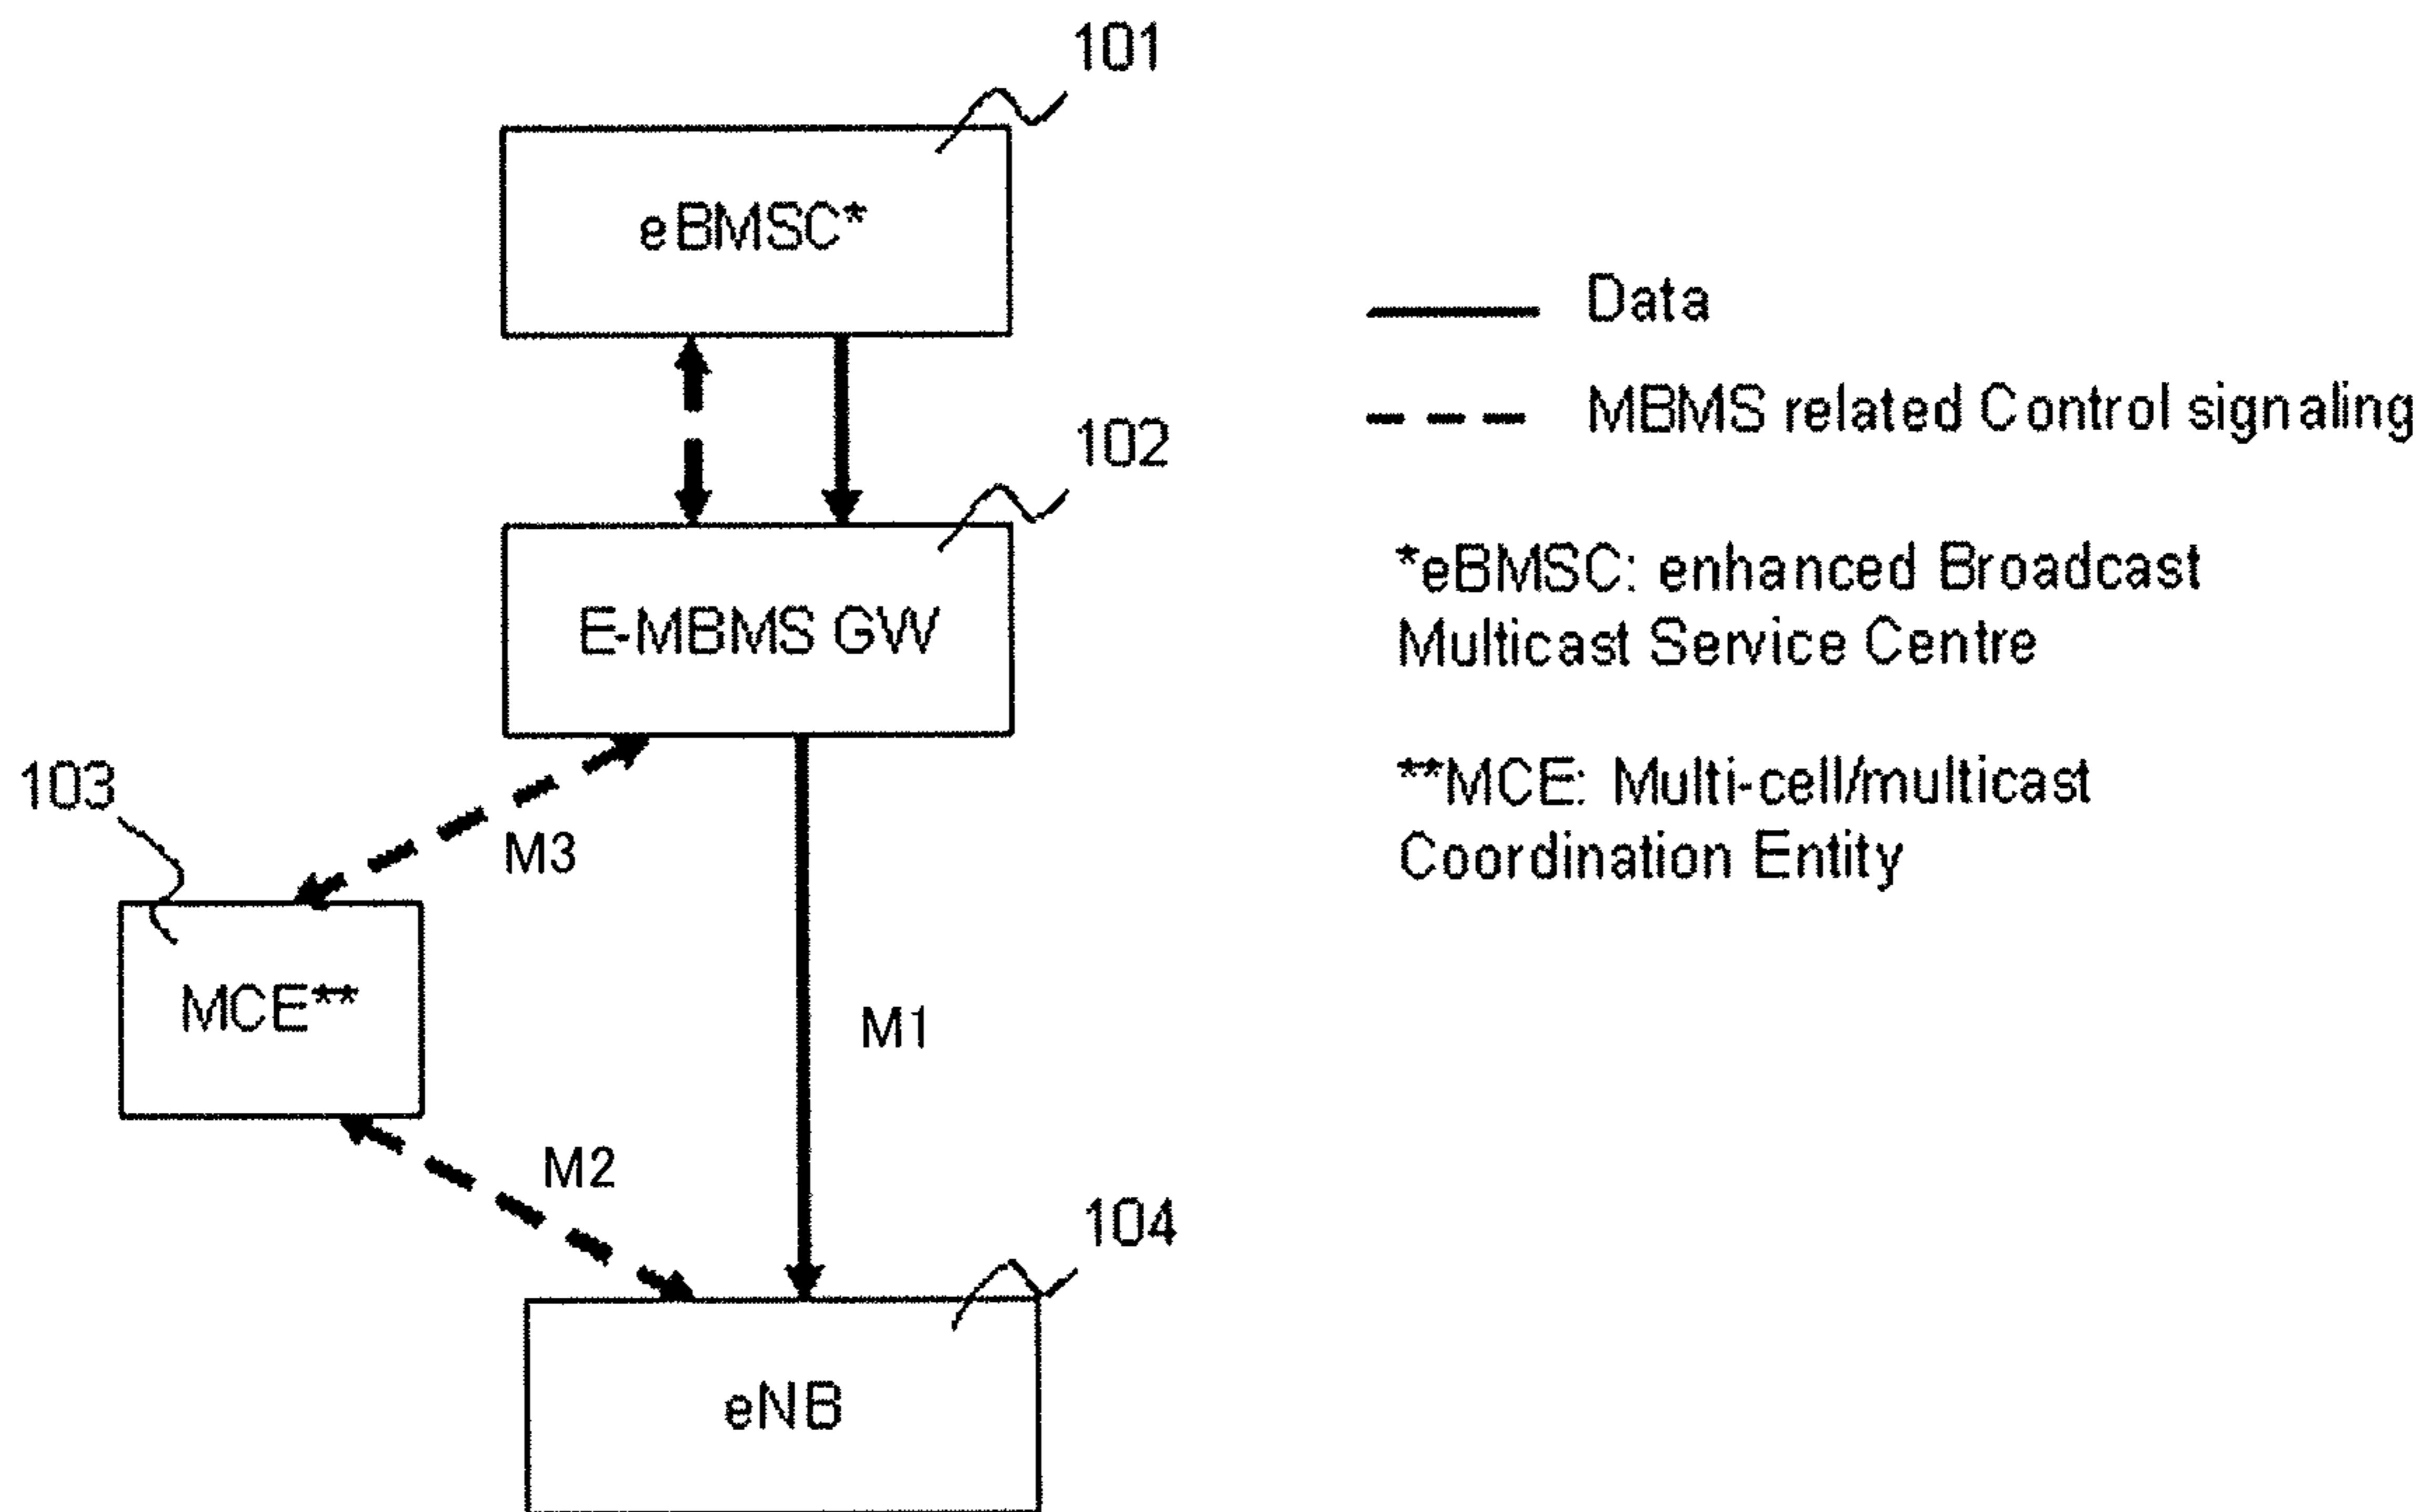 101
eBMSC*
Data
MBMS related Control signaling
102
E-MBMS GW
*eBMSC: enhanced Broadcast
Multicast Service Centre
103
M3
**MCE: Multi-cell/multicast
Coordination Entity
MCE**
M1
M2
104
eNB